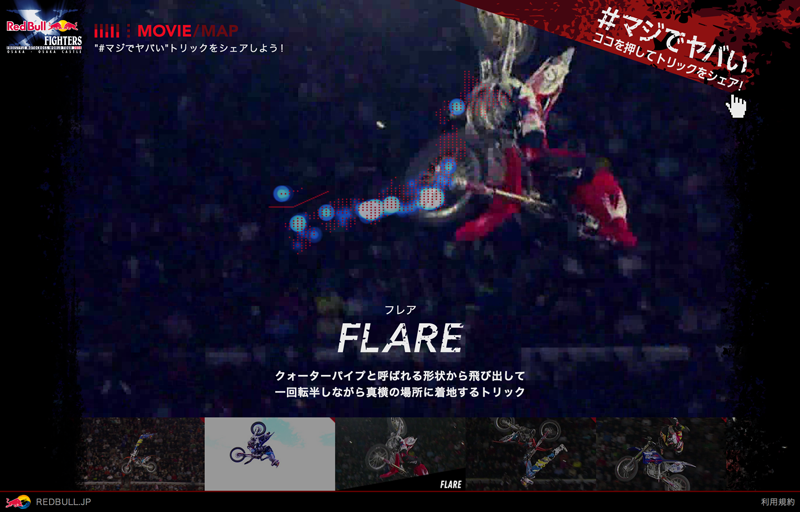 Red Bull
FIGHTERS
MOVIE/MAP
"#マジでヤバい"トリックをシェアしよう!
#マジでヤバい
ココを押してトリックをシェア!
フレア
FLARE
クォーターパイプと呼ばれる形状から飛び出して
一回転半しながら真横の場所に着地するトリック
FLARE
REDBULL.JP
利用規約